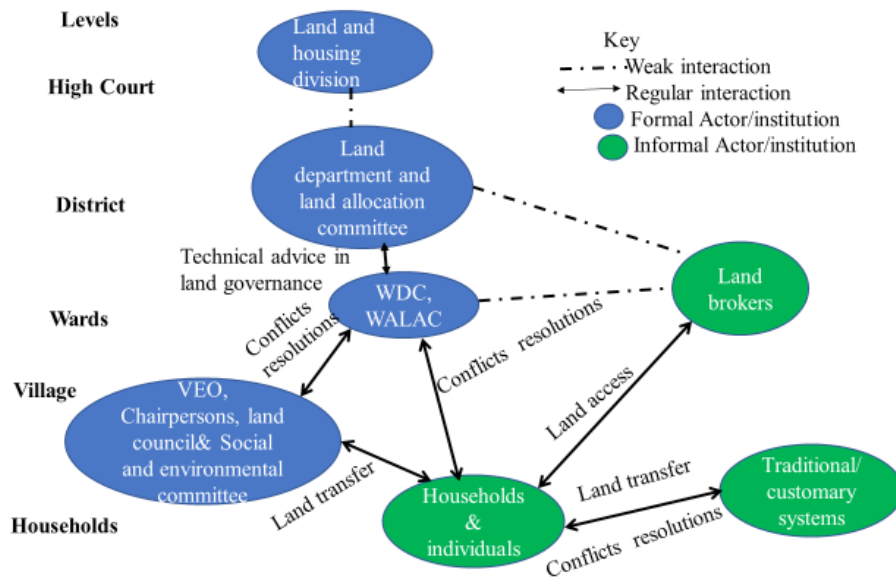 Levels
Land and
housing
division
High Court
Key
Weak interaction
Regular interaction
Formal Actor/institution
Informal Actor/institution
Land
department and
land allocation
committee
District
Technical advice in
land governance
WDC,
WALAC
Land
brokers
Wards
Conflicts
resolutions
Conflicts resolutions
Land access
Village
VEO,
Chairpersons, land
council& Social
and environmental
committee
Land transfer
Households
&
individuals
Land transfer
Conflicts resolutions
Traditional/
customary
systems
Households